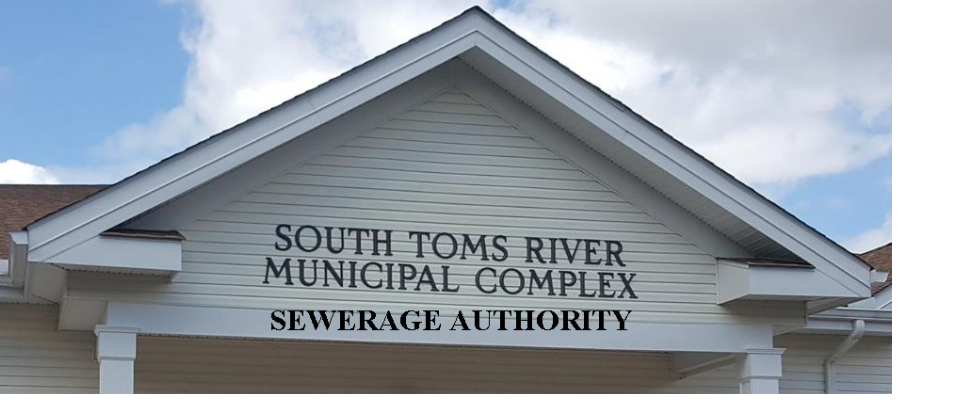 SOUTH TOMS RIVER
MUNICIPAL COMPLEX
SEWERAGE AUTHORITY